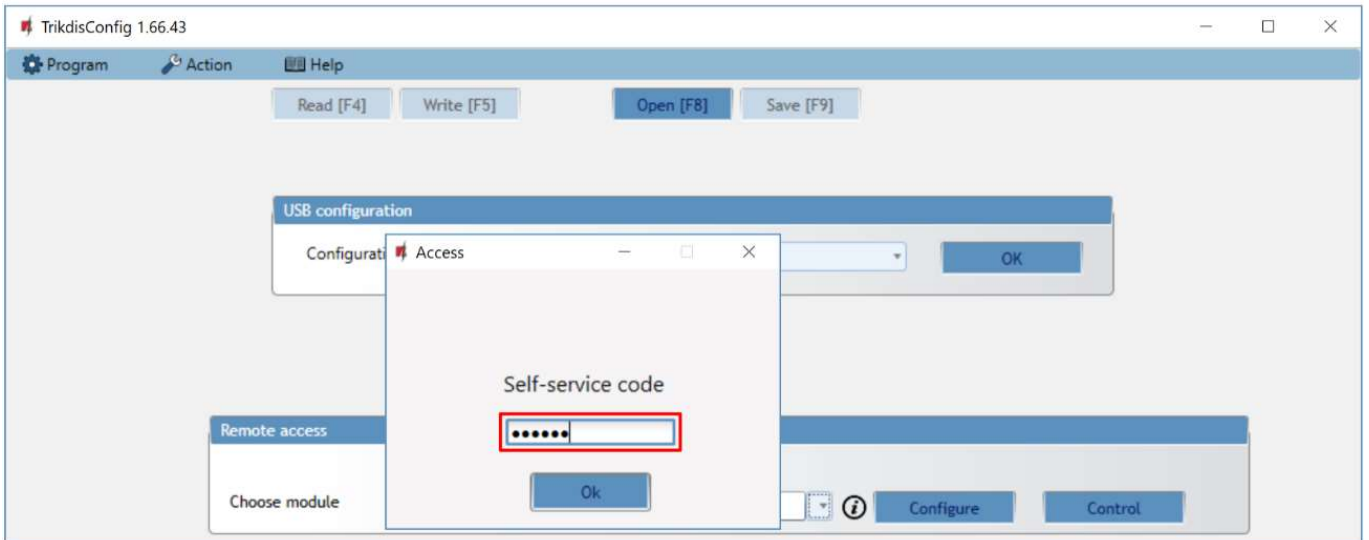 TrikdisConfig 1.66.43
Program Action Help
Read [F4] Write [F5] Open [F8] Save [F9]
USB configuration
Configurati
OK
Access
Self-service code
••••••
Ok
Remote access
Choose module
Configure Control